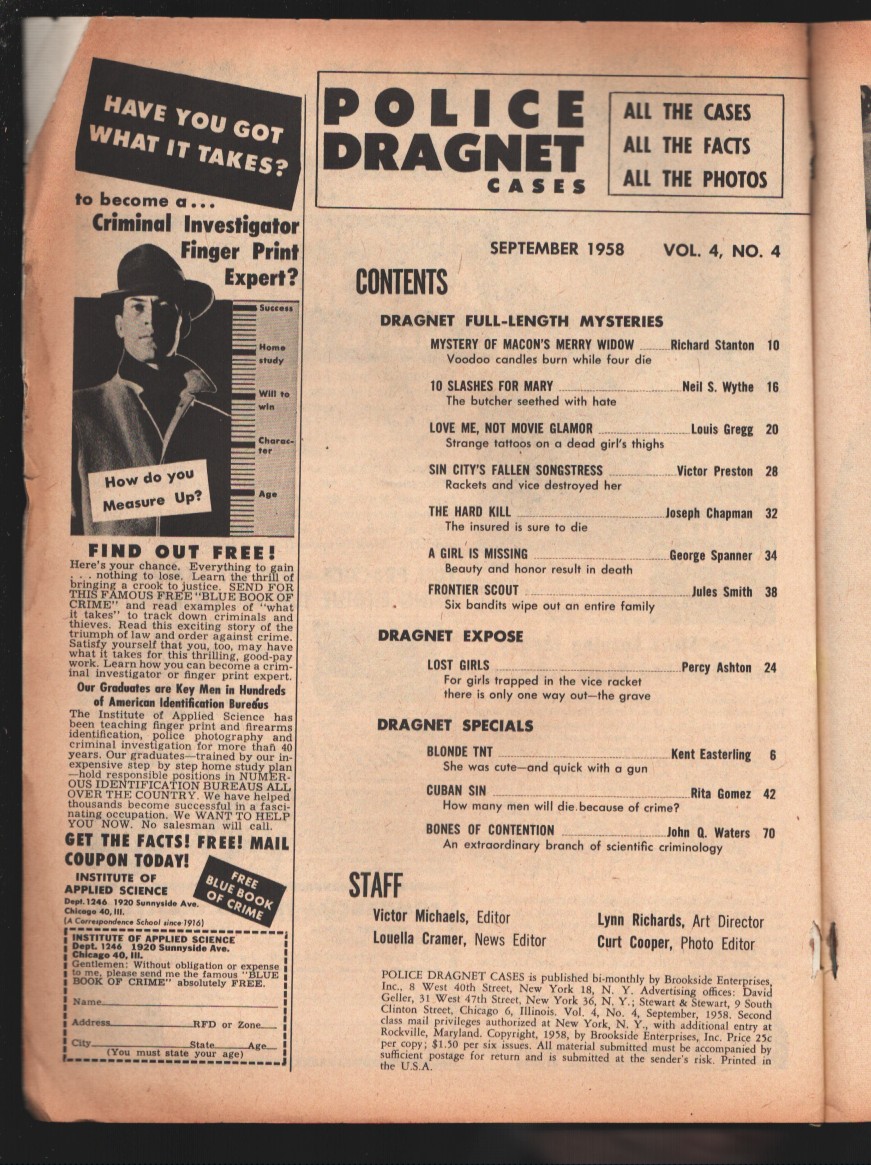 HAVE YOU GOT
WHAT IT TAKES?
to become a...
Criminal Investigator
Finger Print
Expert?
Success
Home
study
Will to
win
Charac-
ter
Age
How do you
Measure Up?
FIND OUT FREE!
Here's your chance. Everything to gain
. . . nothing to lose. Learn the thrill of
bringing a crook to justice. SEND FOR
THIS FAMOUS FREE "BLUE BOOK OF
CRIME" and read examples of "what
it takes" to track down criminals and
thieves. Read this exciting story of the
triumph of law and order against crime.
Satisfy yourself that you, too, may have
what it takes for this thrilling, good-pay
work. Learn how you can become a crim-
inal investigator or finger print expert.
Our Graduates are Key Men in Hundreds
of American Identification Bureaus
The Institute of Applied Science has
been teaching finger print and firearms
identification, police photography and
criminal investigation for more than 40
years. Our graduates—trained by our in-
expensive step by step home study plan
—hold responsible positions in NUMER-
OUS IDENTIFICATION BUREAUS ALL
OVER THE COUNTRY. We have helped
thousands become successful in a fasci-
nating occupation. We WANT TO HELP
YOU NOW. No salesman will call.
GET THE FACTS! FREE! MAIL
COUPON TODAY!
INSTITUTE OF
APPLIED SCIENCE
Dept. 1246 1920 Sunnyside Ave.
Chicago 40, Ill.
(A Correspondence School since 1916)
FREE
BLUE BOOK
OF CRIME
INSTITUTE OF APPLIED SCIENCE
Dept. 1246 1920 Sunnyside Ave.
Chicago 40, Ill.
Gentlemen: Without obligation or expense
to me, please send me the famous "BLUE
BOOK OF CRIME" absolutely FREE.
Name
Address RFD or Zone
City State Age
(You must state your age)
POLICE
DRAGNET
CASES
ALL THE CASES
ALL THE FACTS
ALL THE PHOTOS
SEPTEMBER 1958 VOL. 4, NO. 4
CONTENTS
DRAGNET FULL-LENGTH MYSTERIES
MYSTERY OF MACON'S MERRY WIDOW Richard Stanton 10
Voodoo candles burn while four die
10 SLASHES FOR MARY Neil S. Wythe 16
The butcher seethed with hate
LOVE ME, NOT MOVIE GLAMOR Louis Gregg 20
Strange tattoos on a dead girl's thighs
SIN CITY'S FALLEN SONGSTRESS Victor Preston 28
Rackets and vice destroyed her
THE HARD KILL Joseph Chapman 32
The insured is sure to die
A GIRL IS MISSING George Spanner 34
Beauty and honor result in death
FRONTIER SCOUT Jules Smith 38
Six bandits wipe out an entire family
DRAGNET EXPOSE
LOST GIRLS Percy Ashton 24
For girls trapped in the vice racket
there is only one way out—the grave
DRAGNET SPECIALS
BLONDE TNT Kent Easterling 6
She was cute—and quick with a gun
CUBAN SIN Rita Gomez 42
How many men will die because of crime?
BONES OF CONTENTION John Q. Waters 70
An extraordinary branch of scientific criminology
STAFF
Victor Michaels, Editor
Louella Cramer, News Editor
Lynn Richards, Art Director
Curt Cooper, Photo Editor
POLICE DRAGNET CASES is published bi-monthly by Brookside Enterprises,
Inc., 8 West 40th Street, New York 18, N. Y. Advertising offices: David
Geller, 31 West 47th Street, New York 36, N. Y.; Stewart & Stewart, 9 South
Clinton Street, Chicago 6, Illinois. Vol. 4, No. 4, September, 1958. Second
class mail privileges authorized at New York, N. Y., with additional entry at
Rockville, Maryland. Copyright, 1958, by Brookside Enterprises, Inc. Price 25c
per copy; $1.50 per six issues. All material submitted must be accompanied by
sufficient postage for return and is submitted at the sender's risk. Printed in
the U.S.A.